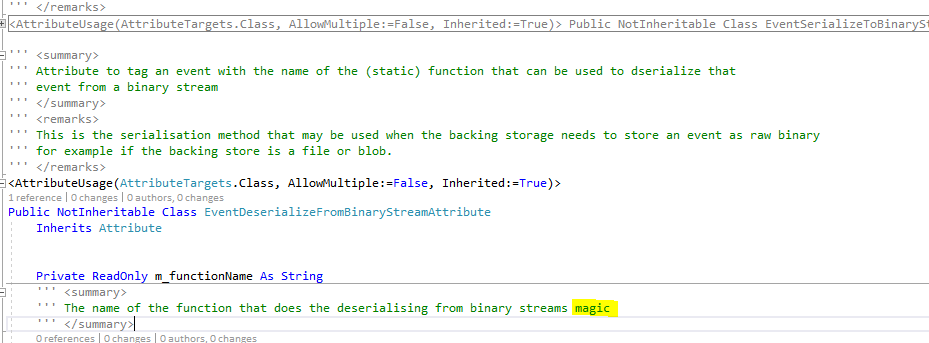 ''' </remarks>
<AttributeUsage(AttributeTargets.Class, AllowMultiple:=False, Inherited:=True)> Public NotInheritable Class EventSerializeToBinarySt
''' <summary>
''' Attribute to tag an event with the name of the (static) function that can be used to dserialize that
''' event from a binary stream
''' </summary>
''' <remarks>
''' This is the serialisation method that may be used when the backing storage needs to store an event as raw binary
''' for example if the backing store is a file or blob.
''' </remarks>
<AttributeUsage(AttributeTargets.Class, AllowMultiple:=False, Inherited:=True)>
1 reference | 0 changes | 0 authors, 0 changes
Public NotInheritable Class EventDeserializeFromBinaryStreamAttribute
Inherits Attribute
Private ReadOnly m_functionName As String
''' <summary>
''' The name of the function that does the deserialising from binary streams magic
''' </summary>
0 references | 0 changes | 0 authors, 0 changes